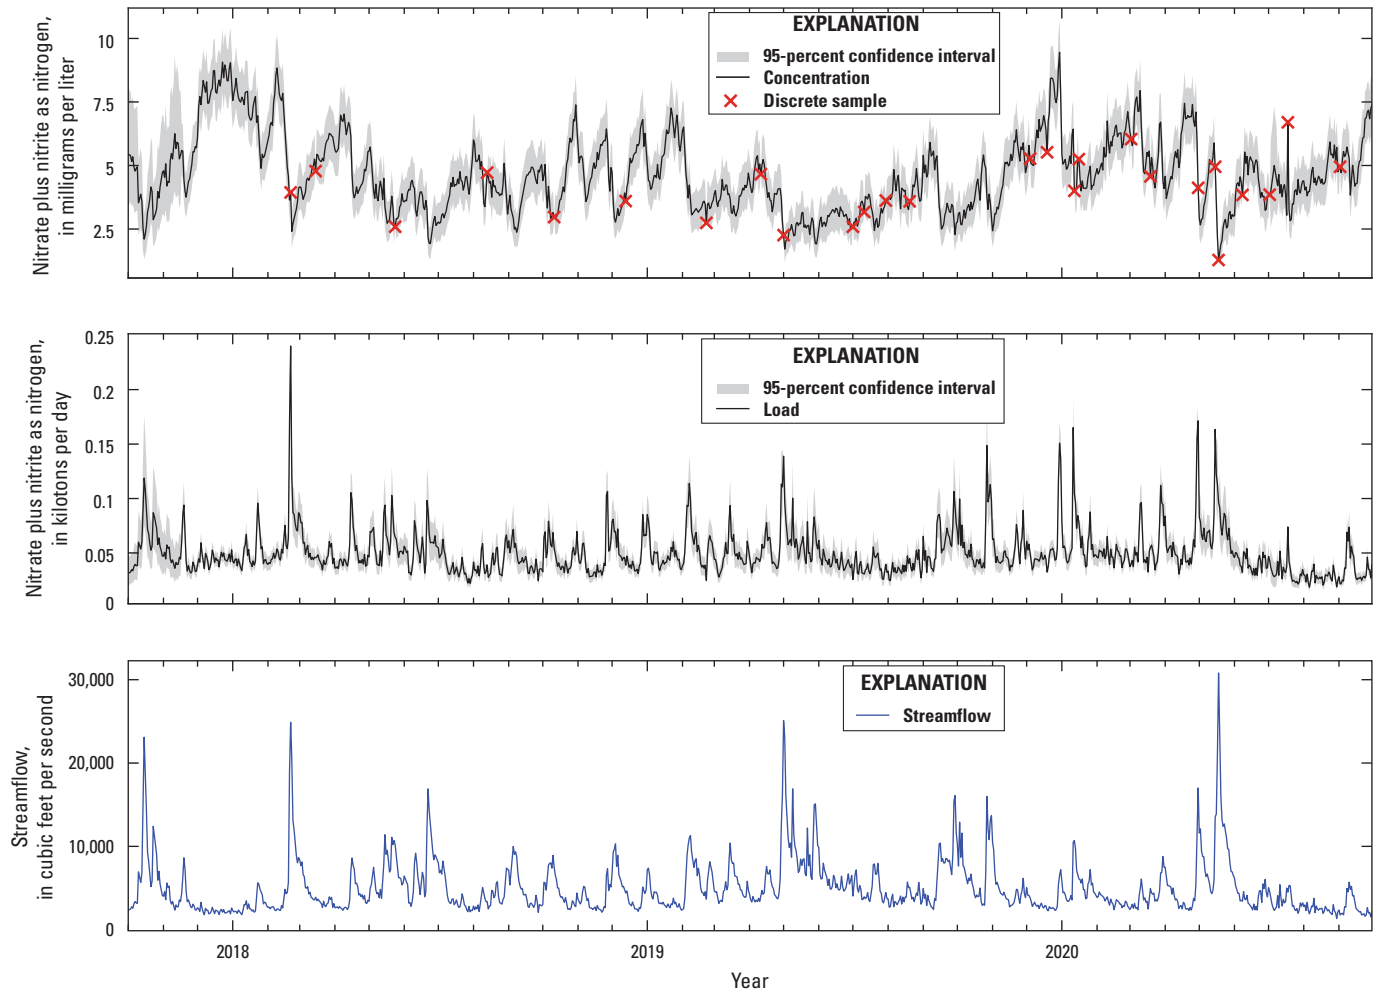 Nitrate plus nitrite as nitrogen,
in milligrams per liter
10
7.5
5
2.5
EXPLANATION
95-percent confidence interval
Concentration
Discrete sample
Nitrate plus nitrite as nitrogen,
in kilotons per day
0.25
0.2
0.15
0.1
0.05
0
EXPLANATION
95-percent confidence interval
Load
Streamflow,
in cubic feet per second
30,000
20,000
10,000
0
EXPLANATION
Streamflow
2018
2019
2020
Year